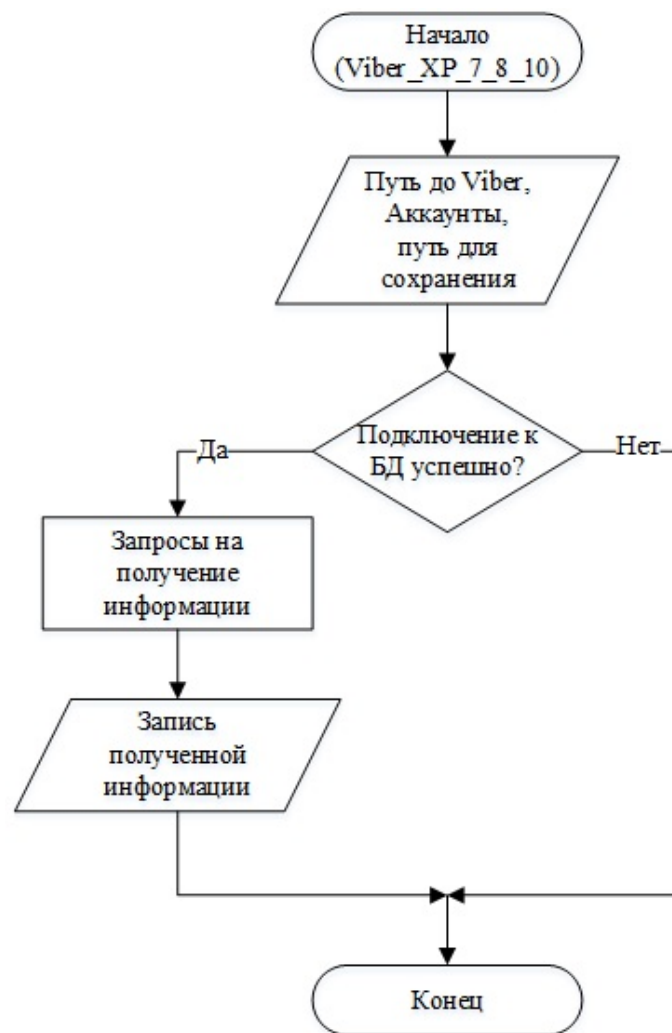 Начало
(Viber_XP_7_8_10)
Путь до Viber,
Аккаунты,
путь для
сохранения
Подключение к
БД успешно?
Да
Нет
Запросы на
получение
информации
Запись
полученной
информации
Конец